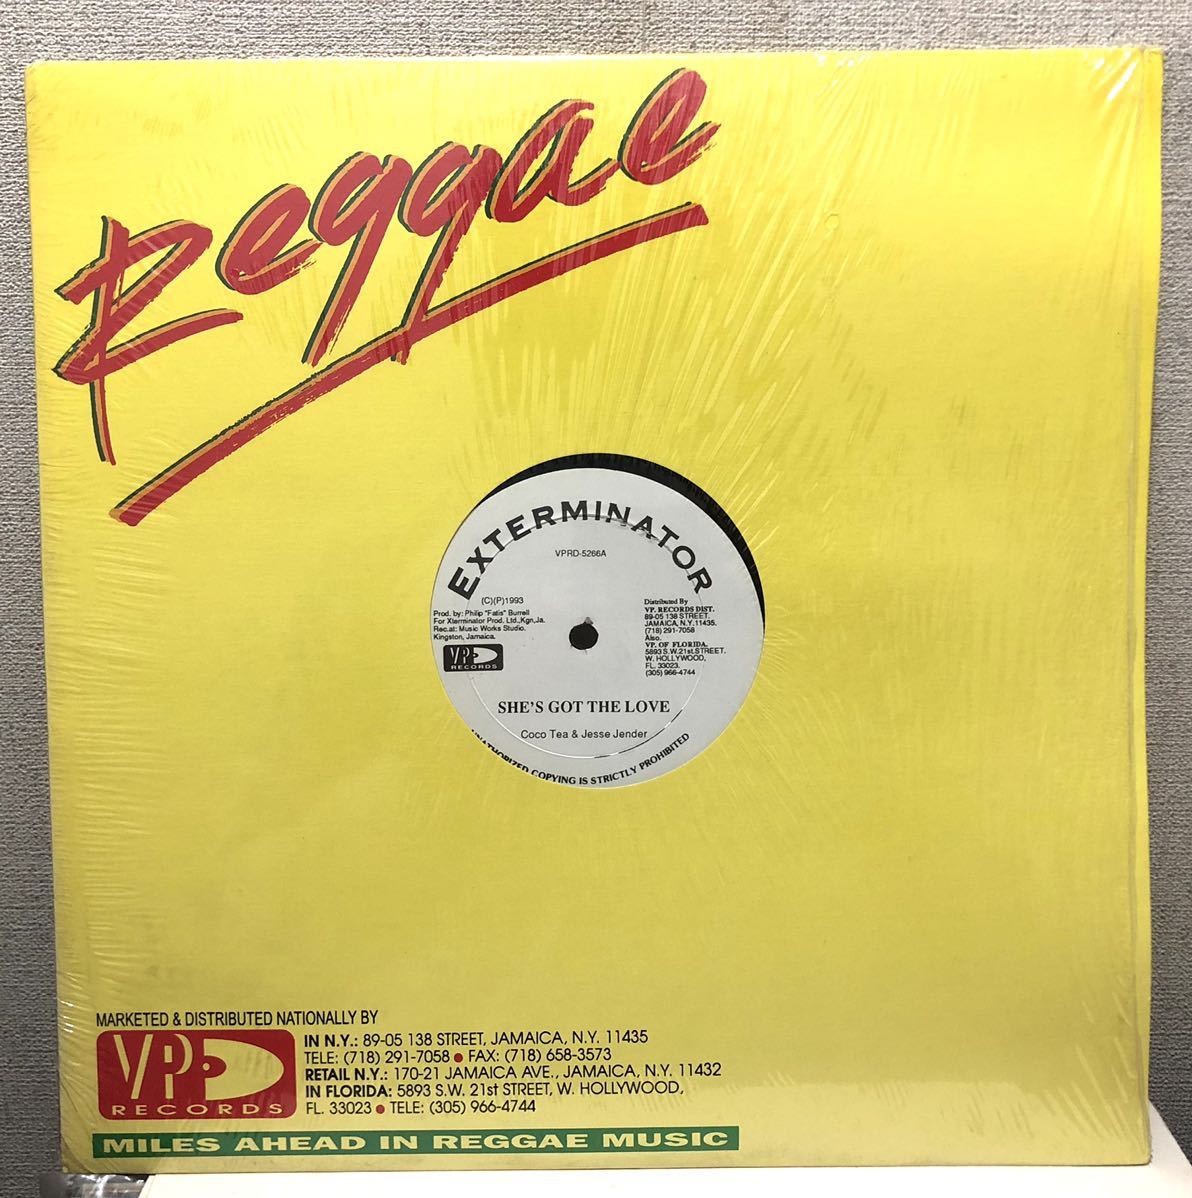 Reggae
EXTERMINATOR
VPRD-5266A
(C)(P)1993
Prod. by: Philip "Fatis" Burrell
For Xterminator Prod. Ltd.,Kgn,Ja.
Rec.at: Music Works Studio.
Kingston, Jamaica.
VP
RECORDS
Distributed By
VP. RECORDS DIST.
89-05 138 STREET.
JAMAICA, N.Y. 11435.
(718) 291-7058
Also.
VP. OF FLORIDA.
5893 S.W. 21st.STREET.
W. HOLLYWOOD,
FL. 33023.
(305) 966-4744
SHE'S GOT THE LOVE
Coco Tea & Jesse Jender
UNATHORIZED COPYING IS STRICTLY PROHIBITED
MARKETED & DISTRIBUTED NATIONALLY BY
VP
RECORDS
IN N.Y.: 89-05 138 STREET, JAMAICA, N.Y. 11435
TELE: (718) 291-7058 ● FAX: (718) 658-3573
RETAIL N.Y.: 170-21 JAMAICA AVE., JAMAICA, N.Y. 11432
IN FLORIDA: 5893 S.W. 21st STREET, W. HOLLYWOOD,
FL. 33023 ● TELE: (305) 966-4744
MILES AHEAD IN REGGAE MUSIC